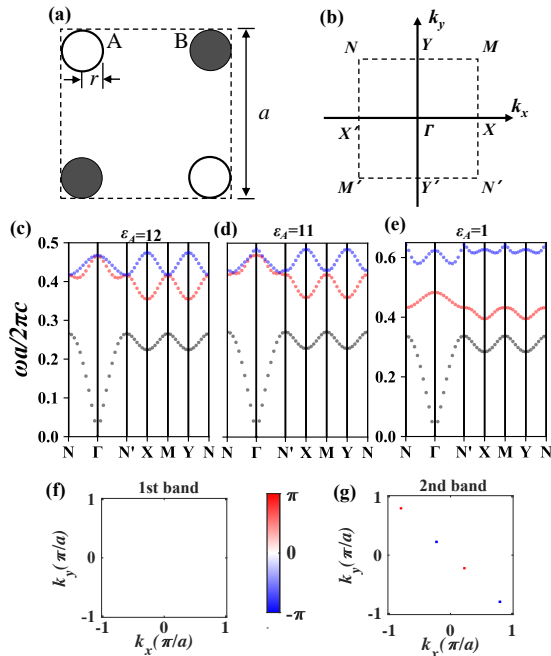 (a)
A
B
r
a
(b)
k_y
N
Y
M
k_x
X′
Γ
X
M′
Y′
N′
(c)
ε_A=12
(d)
ε_A=11
(e)
ε_A=1
ωa/2πc
0.5
0.4
0.3
0.2
0.1
0.0
N Γ N' X M Y N
N Γ N' X M Y N
0.6
0.4
0.2
0.0
N Γ N' X M Y N
(f)
1st band
k_y(π/a)
1
0
-1
-1 0 1
k_x(π/a)
π
0
-π
(g)
2nd band
k_y(π/a)
1
0
-1
-1 0 1
k_x(π/a)